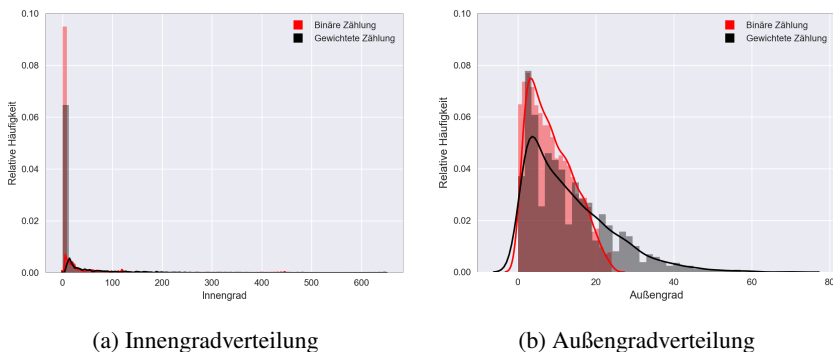 0.10
0.08
0.06
0.04
0.02
0.00
Relative Häufigkeit
Binäre Zählung
Gewichtete Zählung
0
100
200
300
400
500
600
Innengrad
(a) Innengradverteilung
0.10
0.08
0.06
0.04
0.02
0.00
Relative Häufigkeit
Binäre Zählung
Gewichtete Zählung
0
20
40
60
80
Außengrad
(b) Außengradverteilung